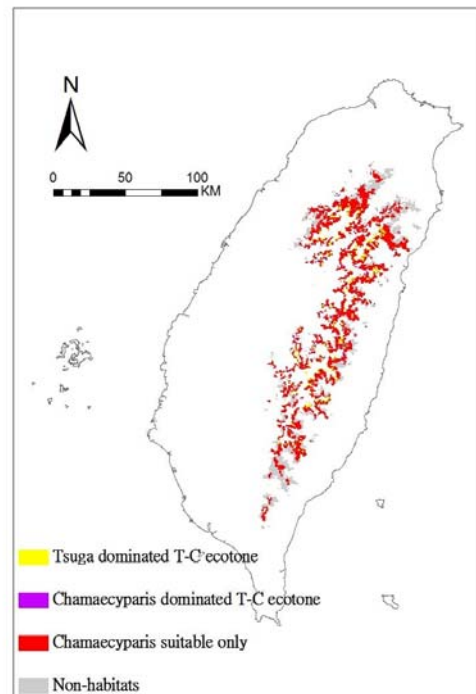 N
0 50 100
KM
Tsuga dominated T-C ecotone
Chamaecyparis dominated T-C ecotone
Chamaecyparis suitable only
Non-habitats